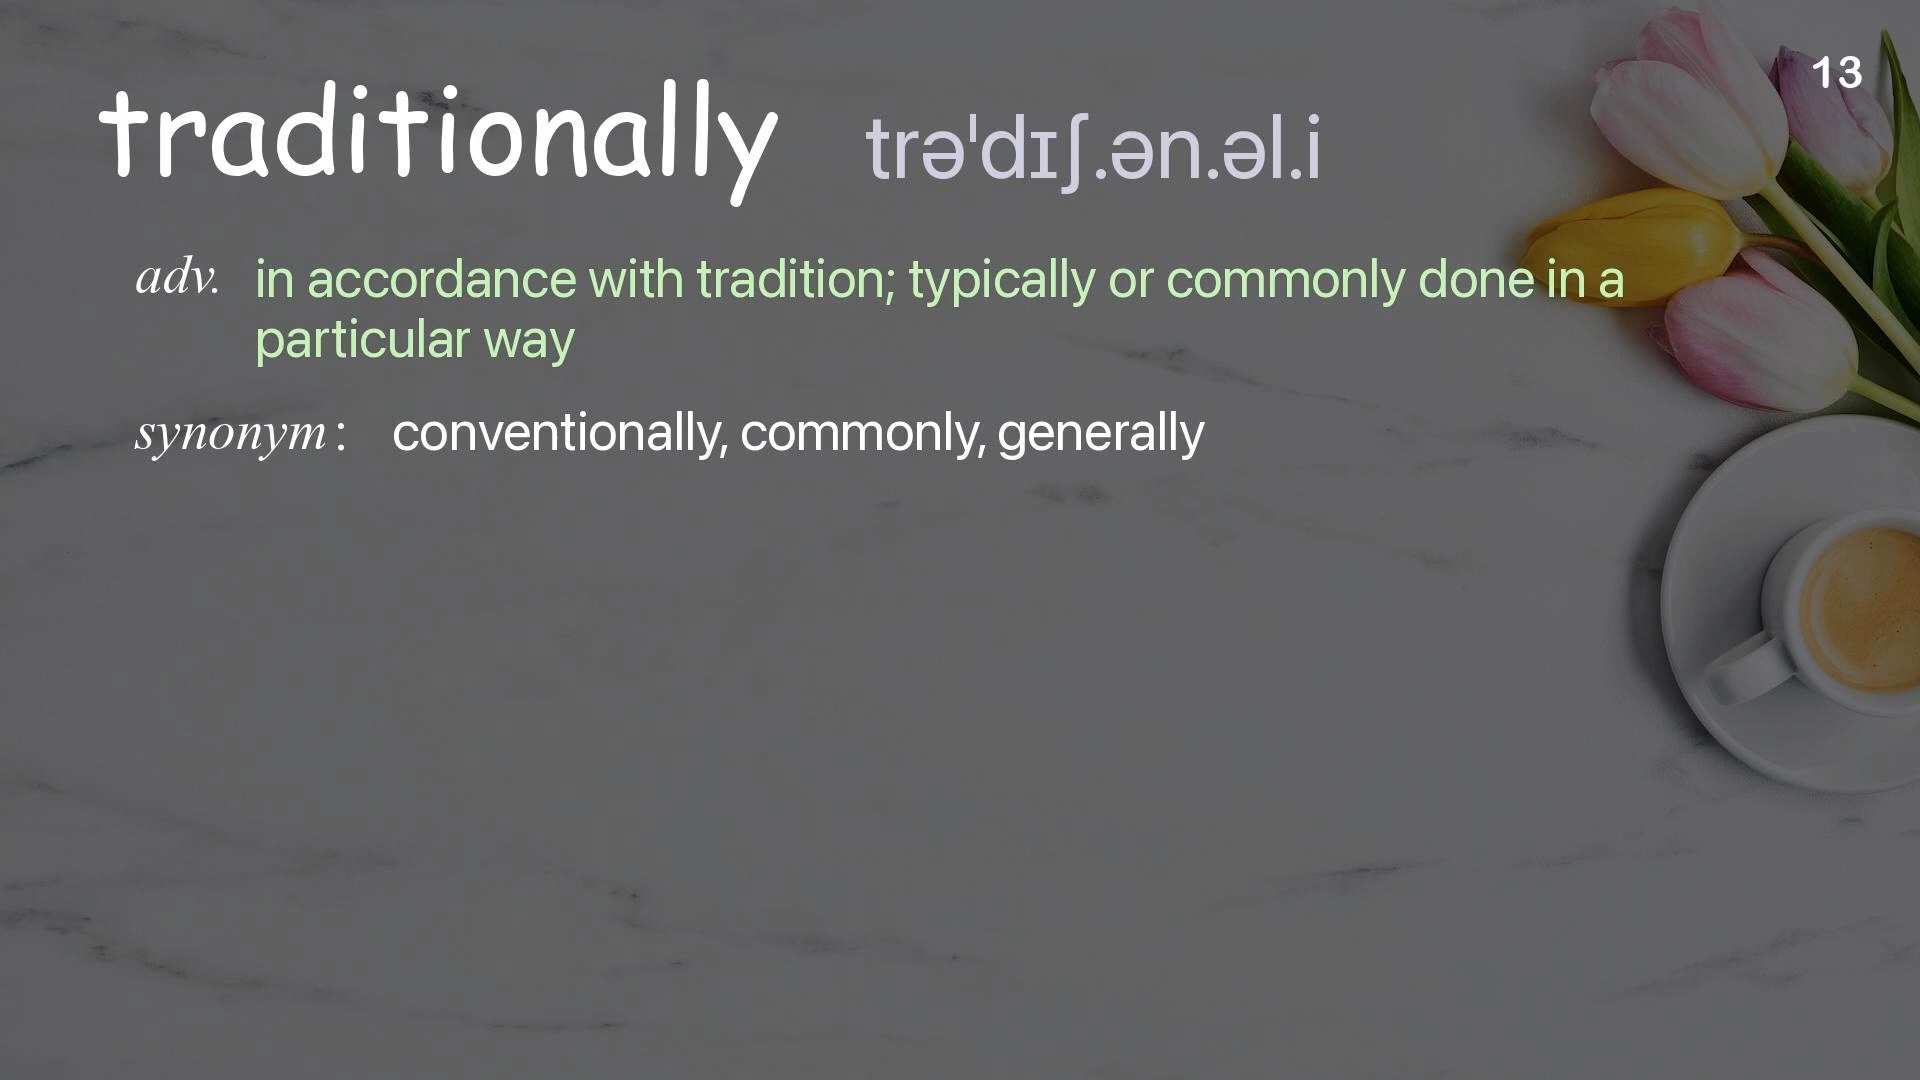 13
traditionally trəˈdɪʃ.ən.əl.i
adv. in accordance with tradition; typically or commonly done in a
particular way
synonym: conventionally, commonly, generally